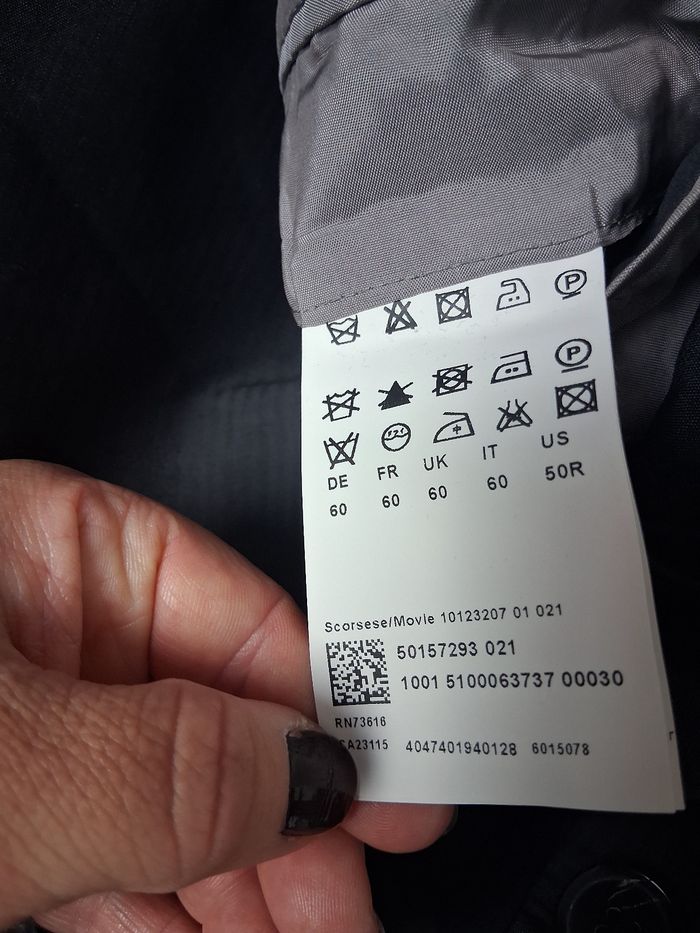 P
P
DE FR UK IT US
60 60 60 60 50R
Scorsese/Movie 10123207 01 021
50157293 021
1001 5100063737 00030
RN73616
CA23115 4047401940128 6015078